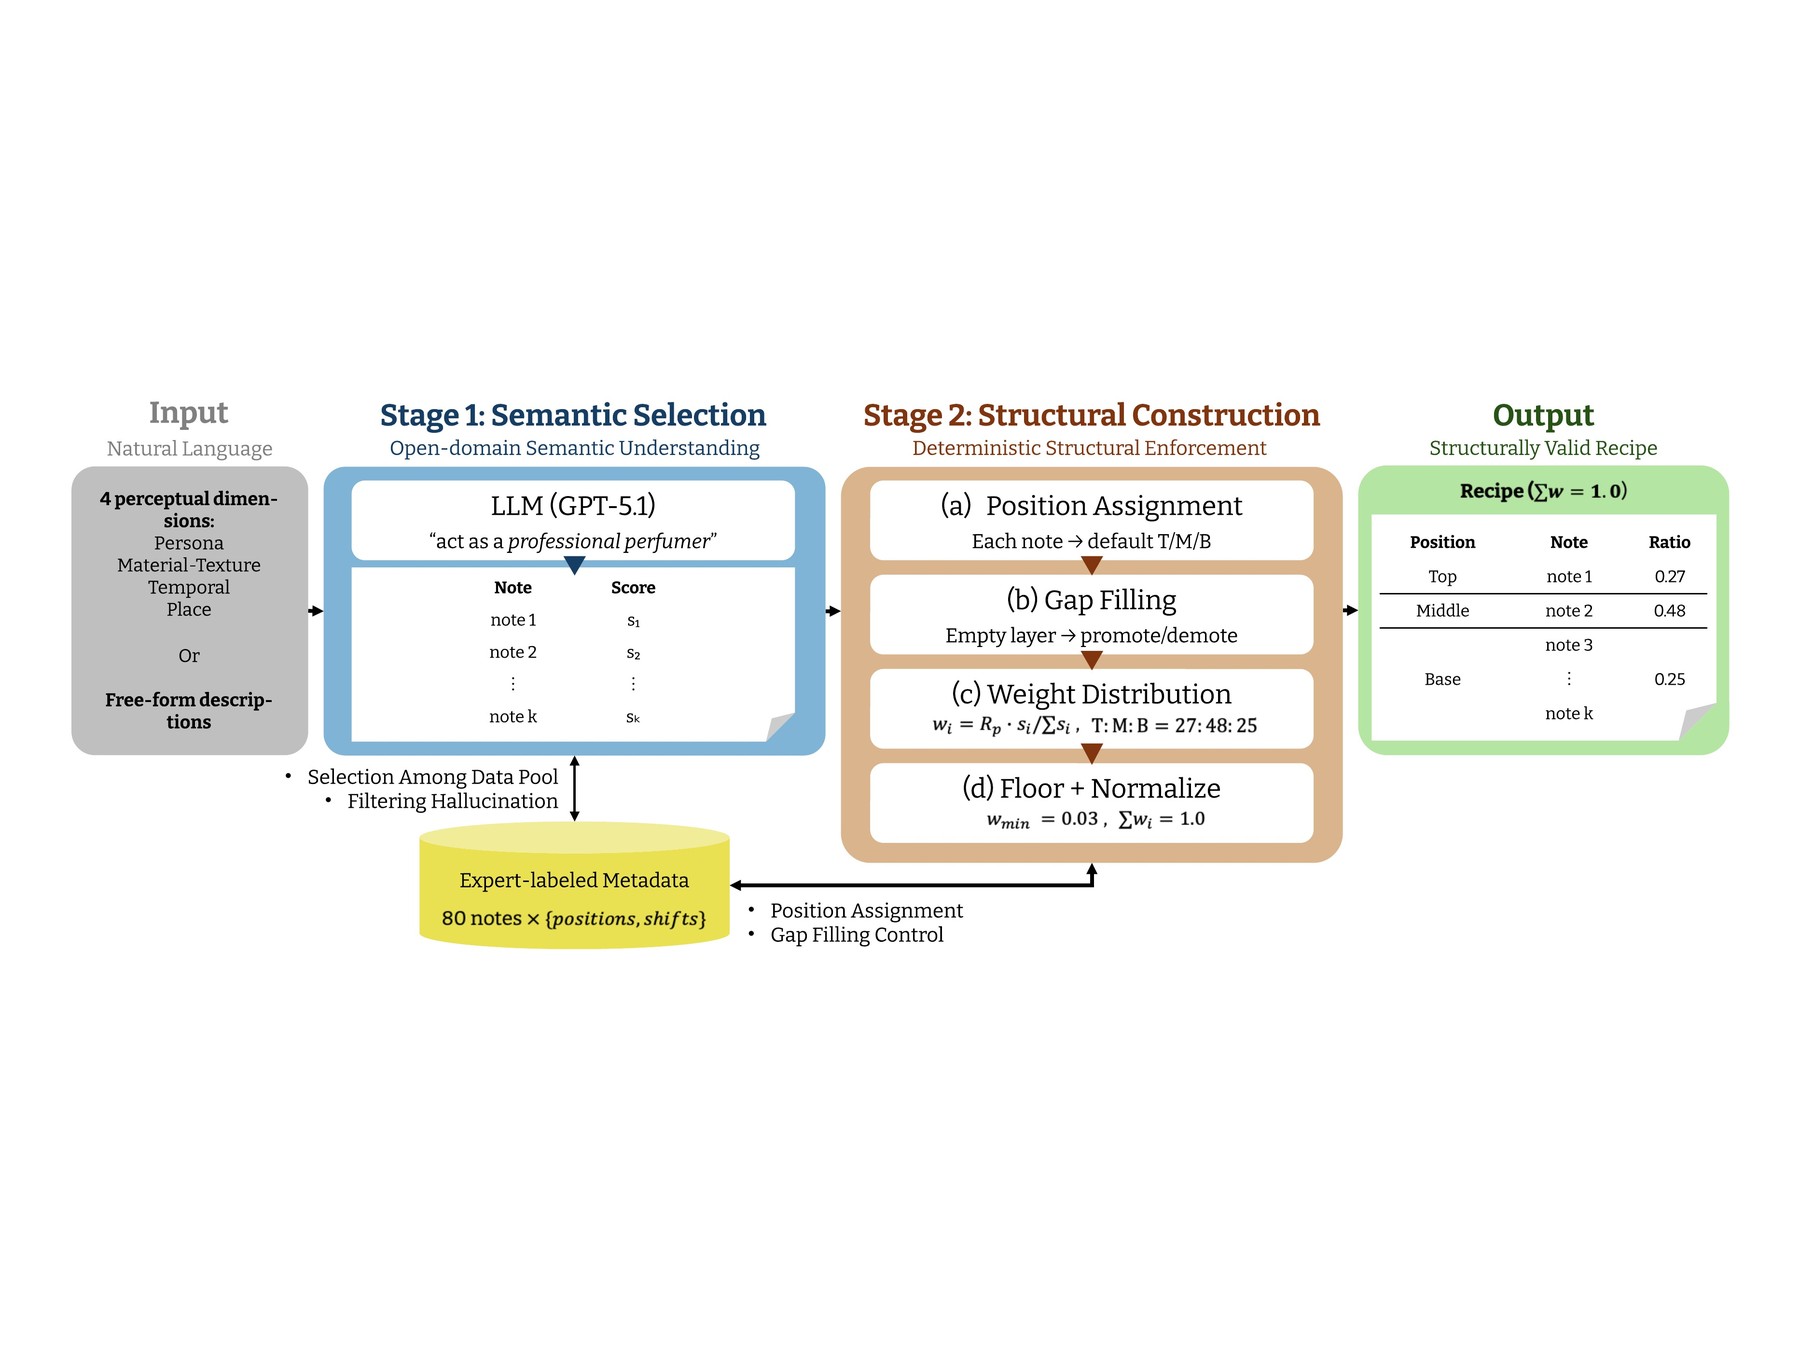 Input
Natural Language
4 perceptual dimen-
sions:
Persona
Material-Texture
Temporal
Place
Or
Free-form descrip-
tions
Stage 1: Semantic Selection
Open-domain Semantic Understanding
LLM (GPT-5.1)
“act as a professional perfumer”
Note Score
note 1 s₁
note 2 s₂
⋮ ⋮
note k sₖ
• Selection Among Data Pool
• Filtering Hallucination
Expert-labeled Metadata
80 notes × {positions, shifts}
Stage 2: Structural Construction
Deterministic Structural Enforcement
(a) Position Assignment
Each note → default T/M/B
(b) Gap Filling
Empty layer → promote/demote
(c) Weight Distribution
wᵢ = Rₚ · sᵢ/∑sᵢ , T: M: B = 27: 48: 25
(d) Floor + Normalize
w_min = 0.03 , ∑wᵢ = 1.0
• Position Assignment
• Gap Filling Control
Output
Structurally Valid Recipe
Recipe (∑w = 1.0)
Position Note Ratio
Top note 1 0.27
Middle note 2 0.48
note 3
Base ⋮ 0.25
note k